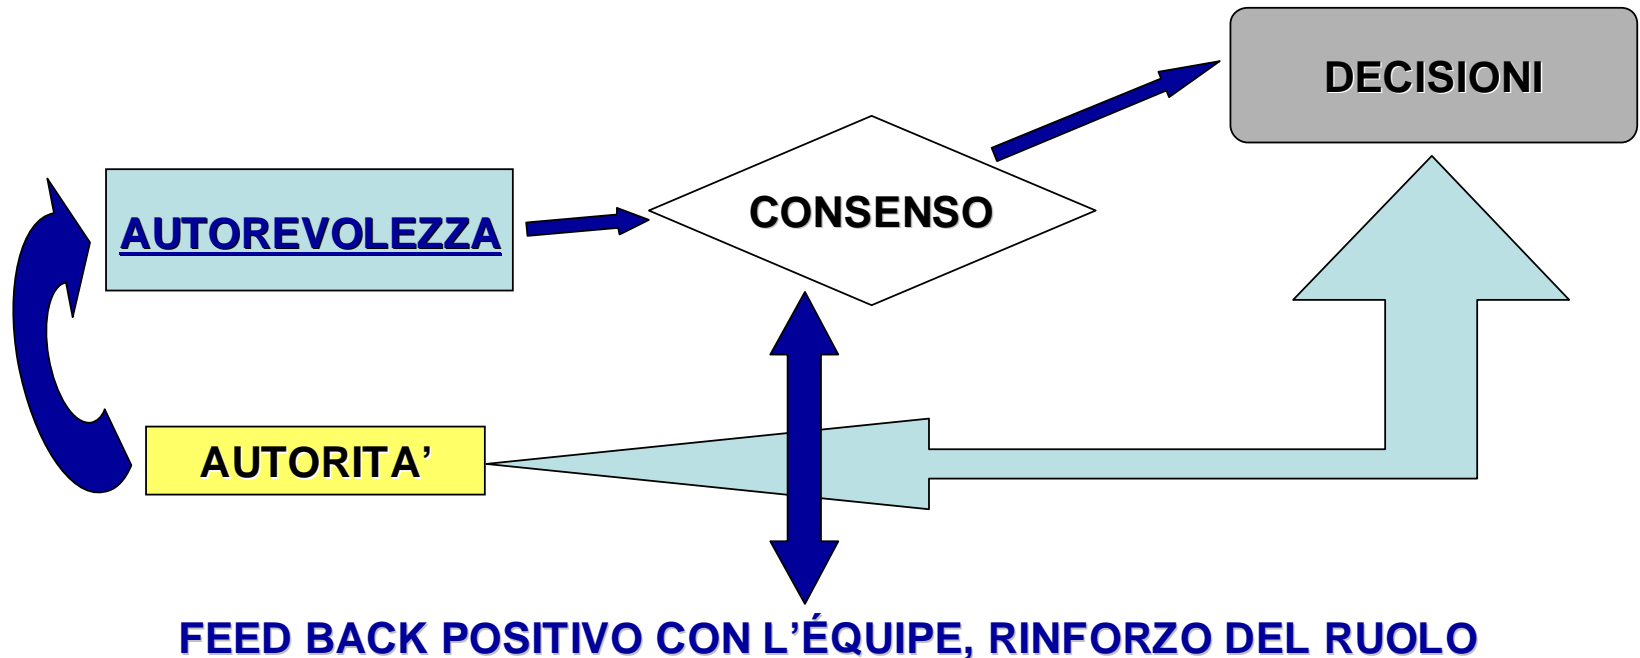 DECISIONI
CONSENSO
AUTOREVOLEZZA
AUTORITA’
FEED BACK POSITIVO CON L’ÉQUIPE, RINFORZO DEL RUOLO